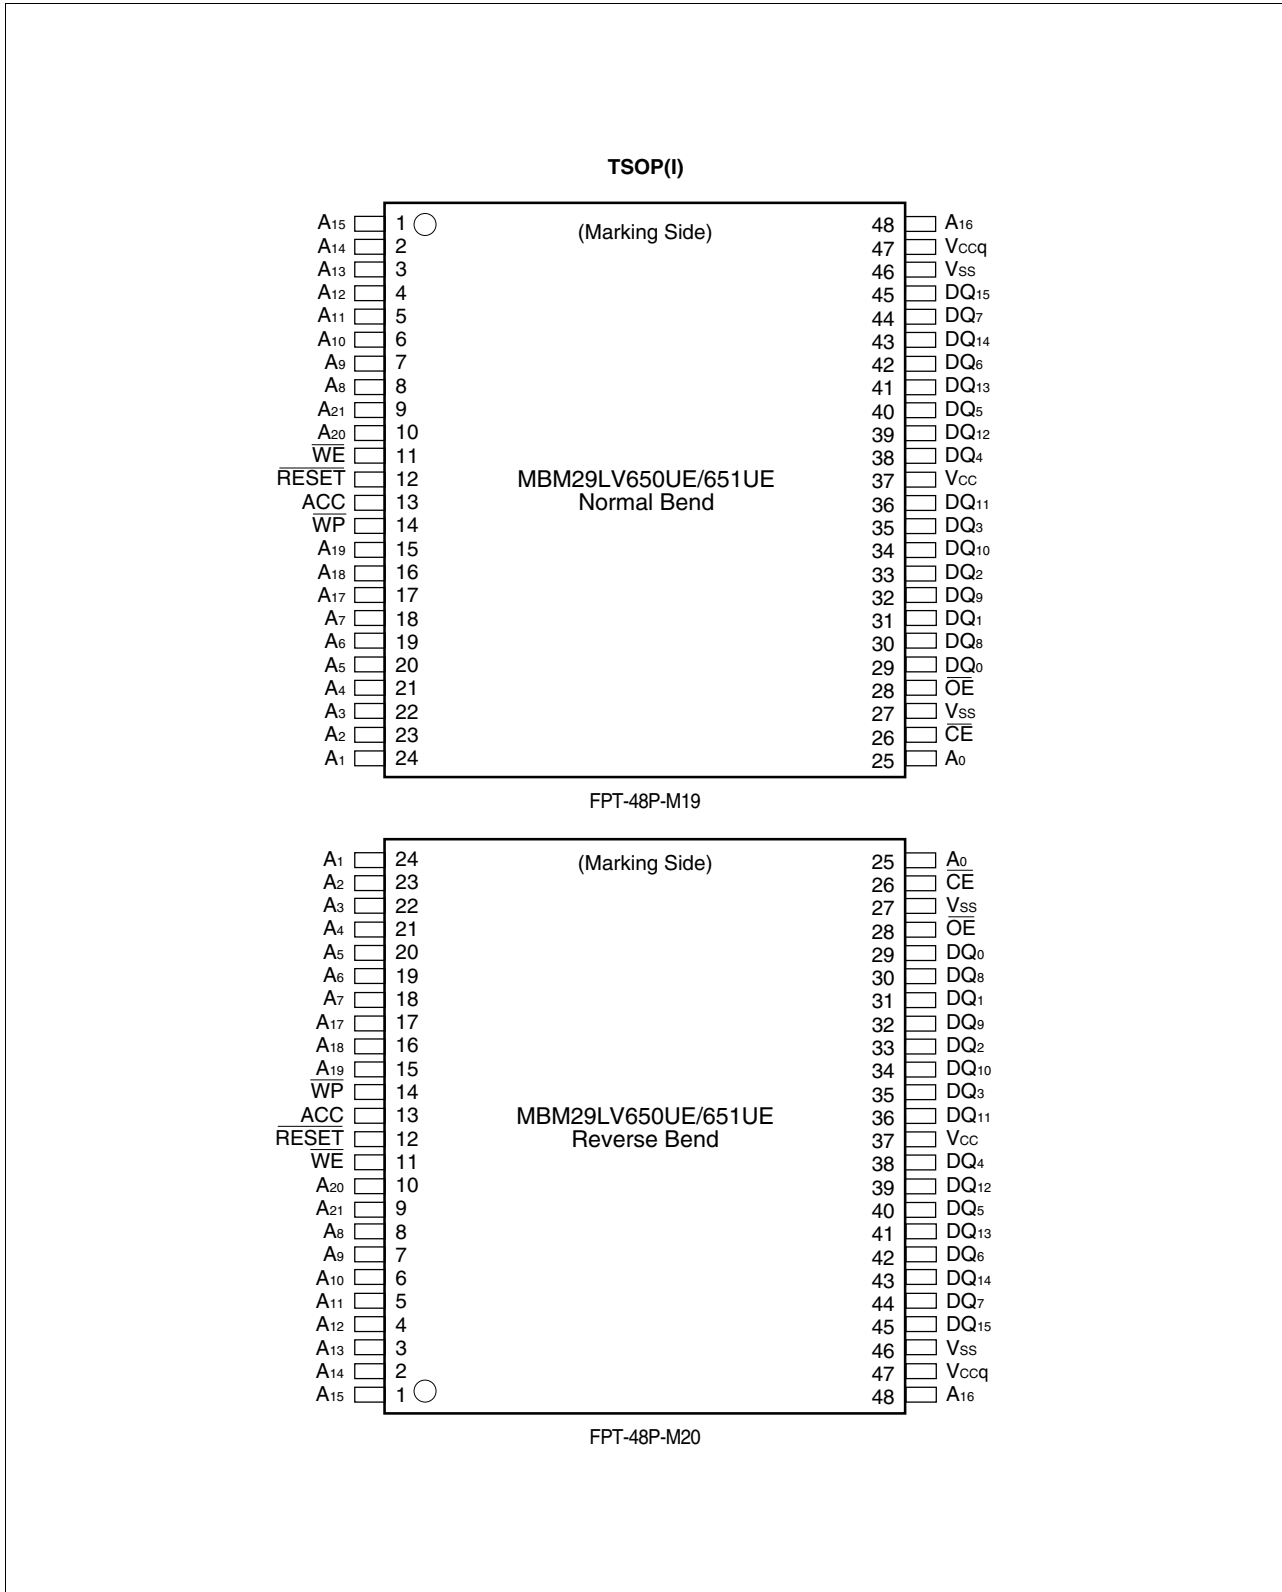 TSOP(I)
A15 1 (Marking Side) 48 A16
A14 2 47 VCCq
A13 3 46 VSS
A12 4 45 DQ15
A11 5 44 DQ7
A10 6 43 DQ14
A9 7 42 DQ6
A8 8 41 DQ13
A21 9 40 DQ5
A20 10 39 DQ12
W̅E̅ 11 38 DQ4
R̅E̅S̅E̅T̅ 12 MBM29LV650UE/651UE 37 VCC
ACC 13 Normal Bend 36 DQ11
W̅P̅ 14 35 DQ3
A19 15 34 DQ10
A18 16 33 DQ2
A17 17 32 DQ9
A7 18 31 DQ1
A6 19 30 DQ8
A5 20 29 DQ0
A4 21 28 O̅E̅
A3 22 27 VSS
A2 23 26 C̅E̅
A1 24 25 A0
FPT-48P-M19
A1 24 (Marking Side) 25 A0
A2 23 26 C̅E̅
A3 22 27 VSS
A4 21 28 O̅E̅
A5 20 29 DQ0
A6 19 30 DQ8
A7 18 31 DQ1
A17 17 32 DQ9
A18 16 33 DQ2
A19 15 34 DQ10
W̅P̅ 14 35 DQ3
ACC 13 MBM29LV650UE/651UE 36 DQ11
R̅E̅S̅E̅T̅ 12 Reverse Bend 37 VCC
W̅E̅ 11 38 DQ4
A20 10 39 DQ12
A21 9 40 DQ5
A8 8 41 DQ13
A9 7 42 DQ6
A10 6 43 DQ14
A11 5 44 DQ7
A12 4 45 DQ15
A13 3 46 VSS
A14 2 47 VCCq
A15 1 48 A16
FPT-48P-M20